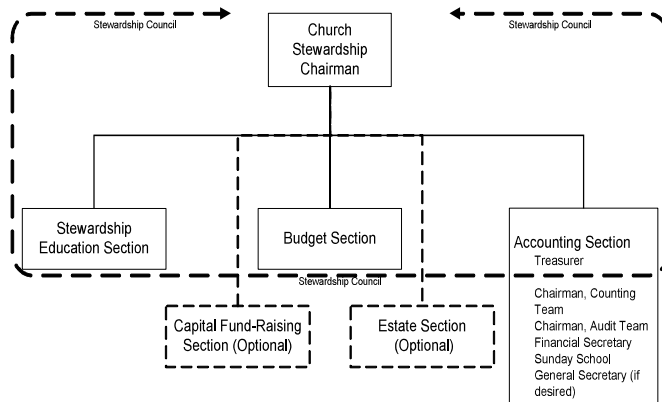 Stewardship Council
Stewardship Council
Church
Stewardship
Chairman
Stewardship
Education Section
Budget Section
Accounting Section
Treasurer
Stewardship Council
Chairman, Counting
Team
Chairman, Audit Team
Financial Secretary
Sunday School
General Secretary (if
desired)
Capital Fund-Raising
Section (Optional)
Estate Section
(Optional)